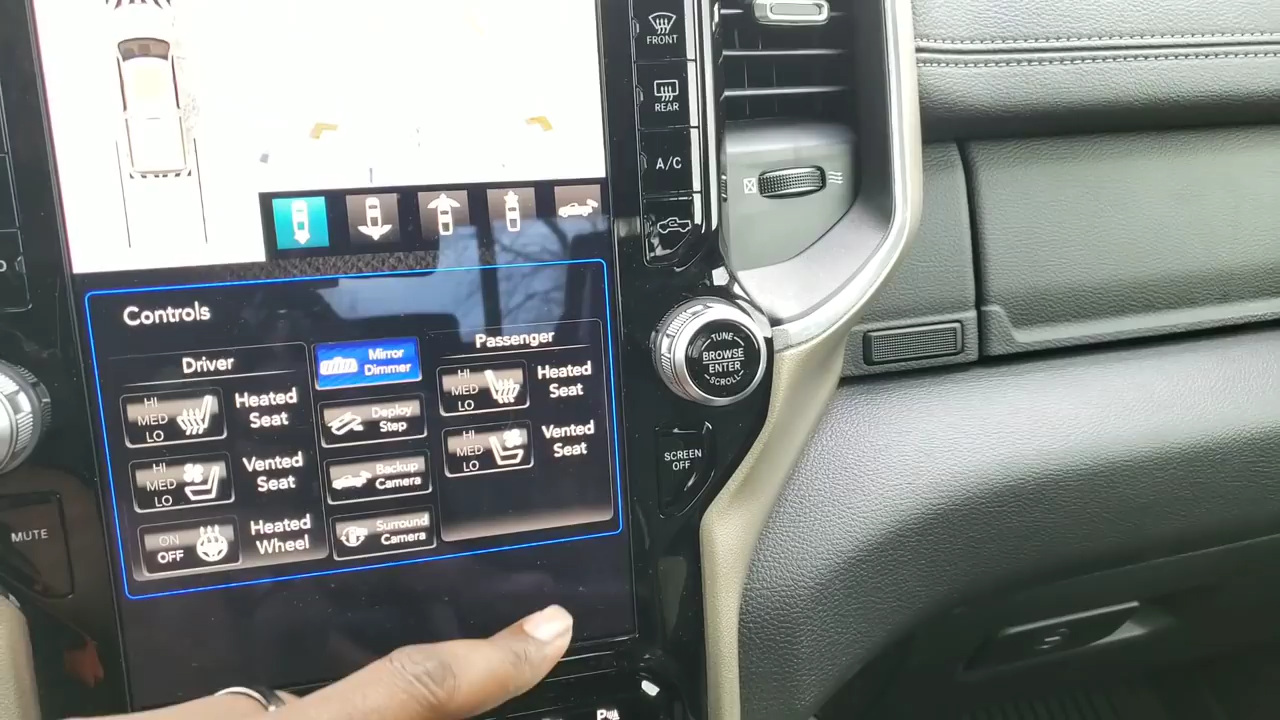 FRONT
REAR
A/C
Controls
Driver
HI
MED
LO
Heated
Seat
HI
MED
LO
Vented
Seat
ON
OFF
Heated
Wheel
Mirror
Dimmer
Deploy
Step
Backup
Camera
Surround
Camera
Passenger
HI
MED
LO
Heated
Seat
HI
MED
LO
Vented
Seat
TUNE
BROWSE
ENTER
SCROLL
SCREEN
OFF
MUTE